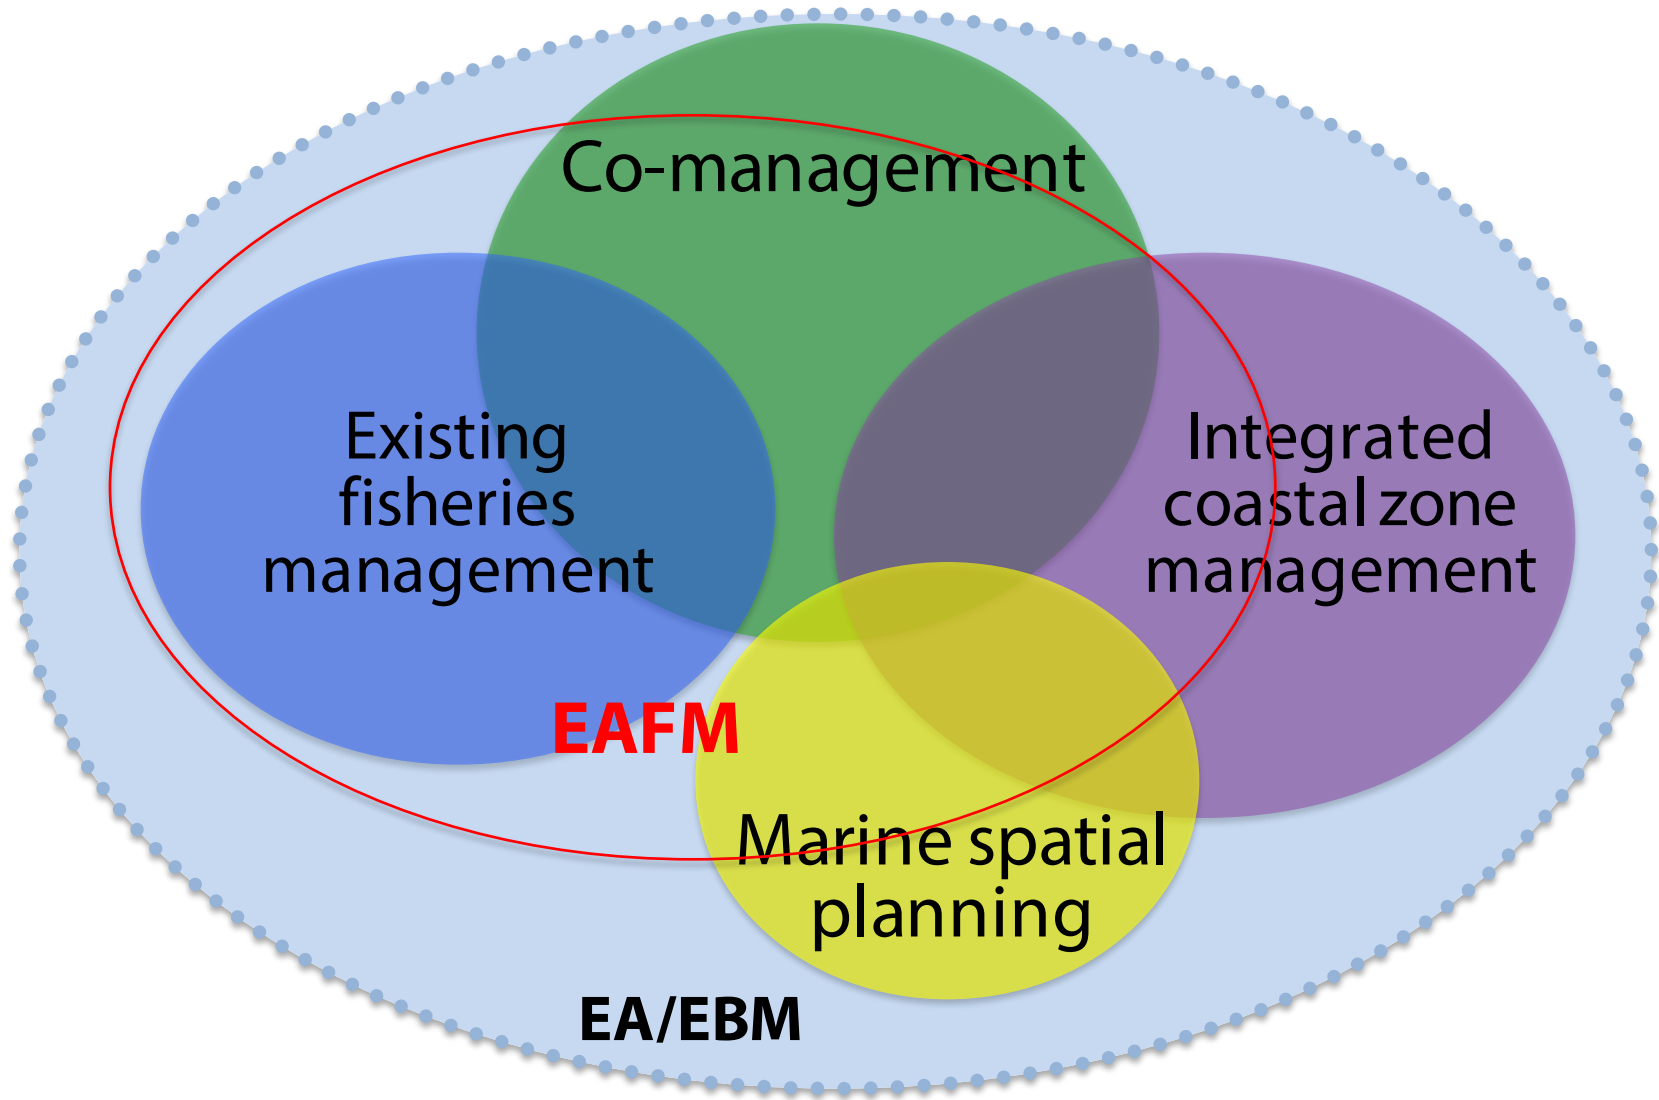 Co-management
Existing
fisheries
management
Integrated
coastal zone
management
EAFM
Marine spatial
planning
EA/EBM